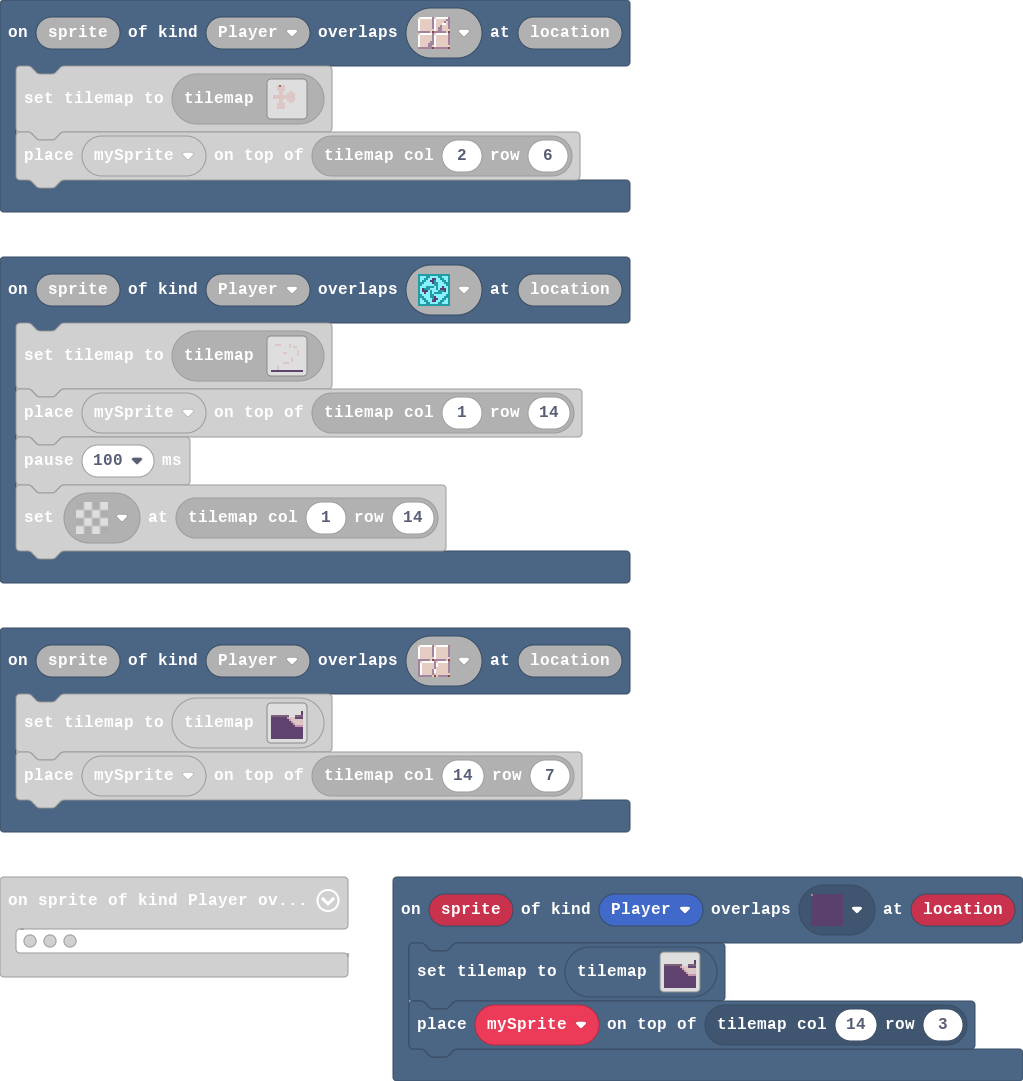 on sprite of kind Player overlaps at location
set tilemap to tilemap
place mySprite on top of tilemap col 2 row 6
on sprite of kind Player overlaps at location
set tilemap to tilemap
place mySprite on top of tilemap col 1 row 14
pause 100 ms
set at tilemap col 1 row 14
on sprite of kind Player overlaps at location
set tilemap to tilemap
place mySprite on top of tilemap col 14 row 7
on sprite of kind Player ov...
on sprite of kind Player overlaps at location
set tilemap to tilemap
place mySprite on top of tilemap col 14 row 3